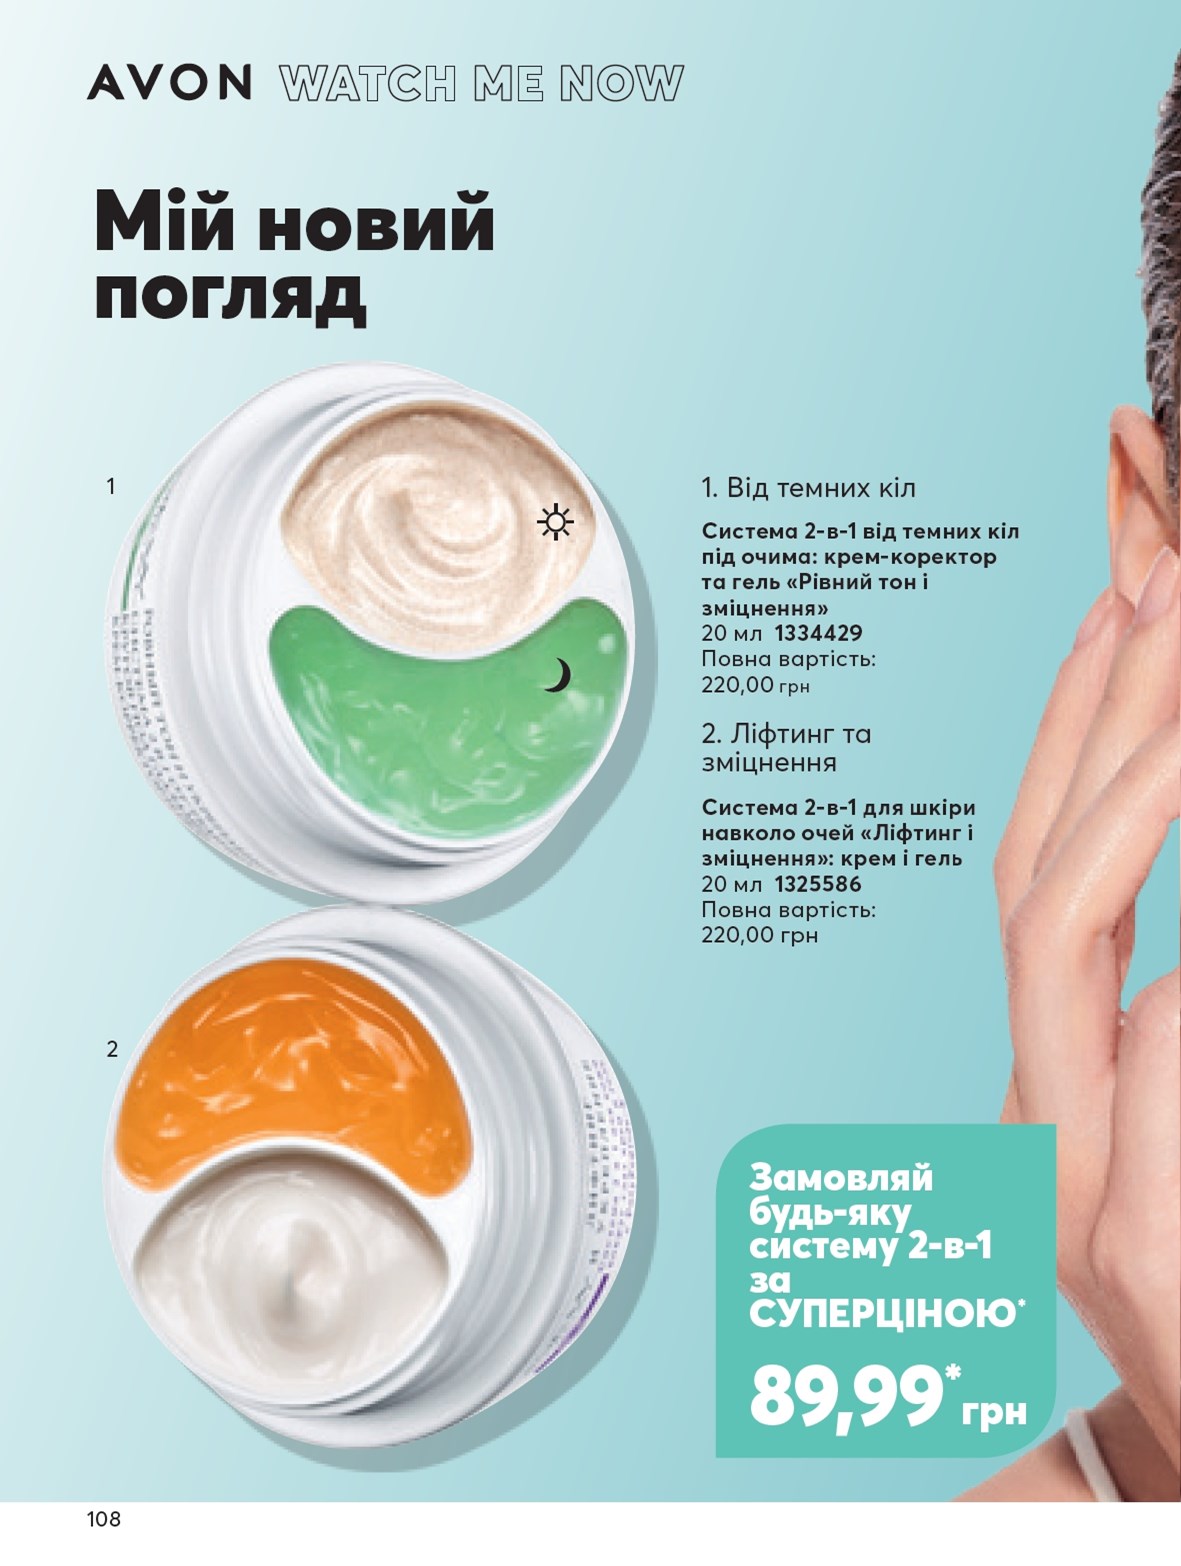 AVON WATCH ME NOW
Мій новий
погляд
1
1. Від темних кіл
Система 2-в-1 від темних кіл
під очима: крем-коректор
та гель «Рівний тон і
зміцнення»
20 мл 1334429
Повна вартість:
220,00 грн
2. Ліфтинг та
зміцнення
Система 2-в-1 для шкіри
навколо очей «Ліфтинг і
зміцнення»: крем і гель
20 мл 1325586
Повна вартість:
220,00 грн
2
Замовляй
будь-яку
систему 2-в-1
за
СУПЕРЦІНОЮ*
89,99* грн
108